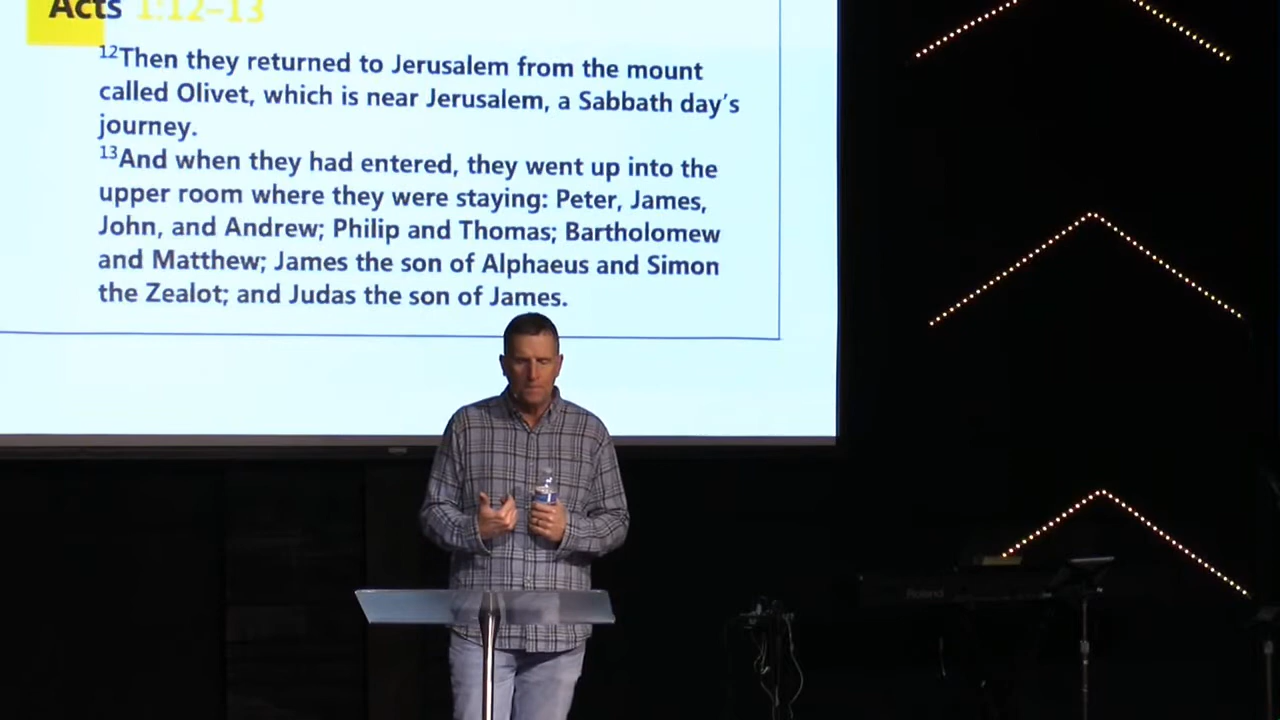 Acts 1:12–13
¹²Then they returned to Jerusalem from the mount
called Olivet, which is near Jerusalem, a Sabbath day’s
journey.
¹³And when they had entered, they went up into the
upper room where they were staying: Peter, James,
John, and Andrew; Philip and Thomas; Bartholomew
and Matthew; James the son of Alphaeus and Simon
the Zealot; and Judas the son of James.
Roland